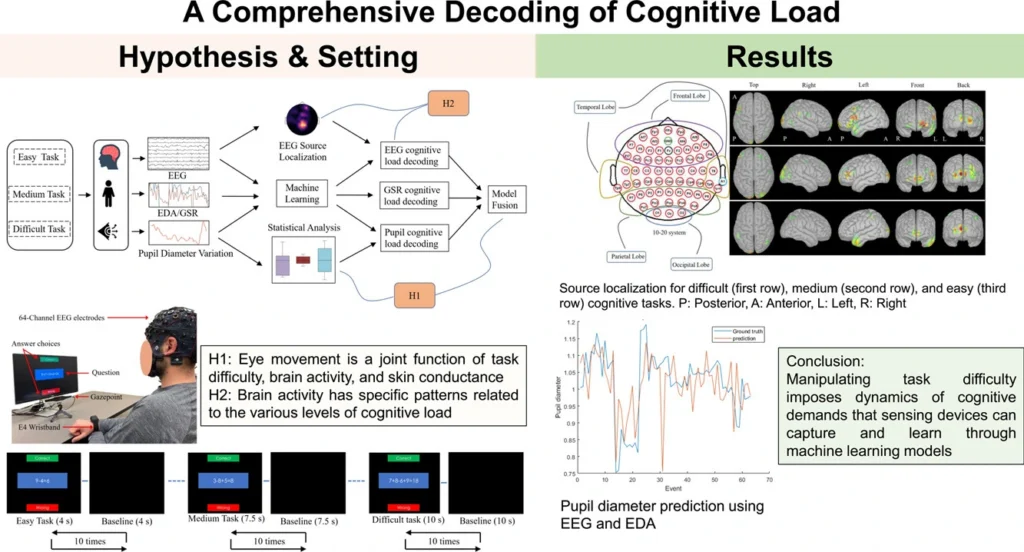 A Comprehensive Decoding of Cognitive Load
Hypothesis & Setting
Easy Task
Medium Task
Difficult Task
EEG
EDA/GSR
Pupil Diameter Variation
EEG Source
Localization
Machine
Learning
Statistical Analysis
H2
EEG cognitive
load decoding
GSR cognitive
load decoding
Pupil cognitive
load decoding
Model
Fusion
H1
64-Channel EEG electrodes
Answer choices
Question
Gazepoint
E4 Wristband
H1: Eye movement is a joint function of task
difficulty, brain activity, and skin conductance
H2: Brain activity has specific patterns related
to the various levels of cognitive load
Correct
9-4=6
Wrong
Correct
3-8+5=8
Wrong
Correct
7+8-6+9=18
Wrong
Easy Task (4 s)
Baseline (4 s)
Medium Task (7.5 s)
Baseline (7.5 s)
Difficult task (10 s)
Baseline (10 s)
10 times
10 times
10 times
Results
Temporal Lobe
Frontal Lobe
10-20 system
Parietal Lobe
Occipital Lobe
Top
Right
Left
Front
Back
A
P
P
P
A
P
A
R
L
L
R
Source localization for difficult (first row), medium (second row), and easy (third
row) cognitive tasks. P: Posterior, A: Anterior, L: Left, R: Right
Ground truth
prediction
Pupil diameter
1.2
1.15
1.1
1.05
1
0.95
0.9
0.85
0.8
0.75
0
10
20
30
40
50
60
70
Event
Pupil diameter prediction using
EEG and EDA
Conclusion:
Manipulating task difficulty
imposes dynamics of cognitive
demands that sensing devices can
capture and learn through
machine learning models